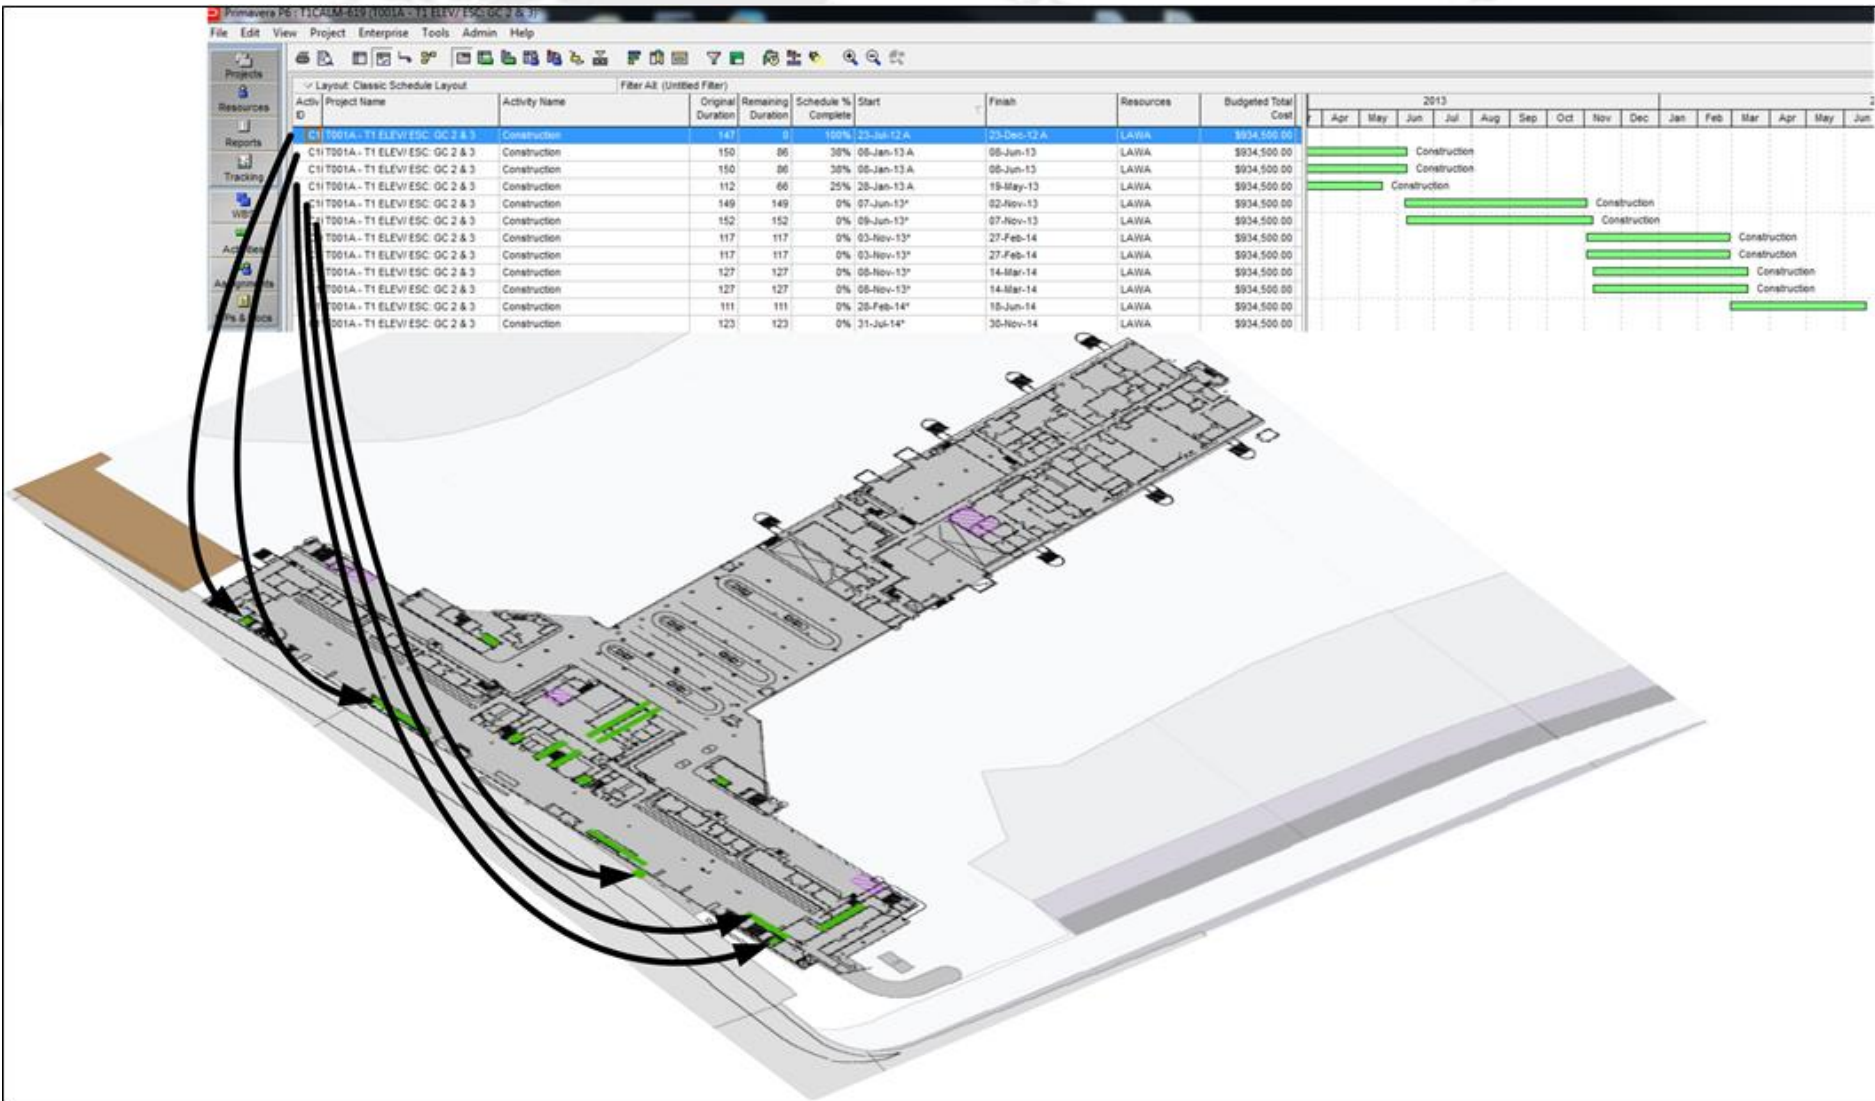 Primavera P6 : T1CALM-619 (T001A - T1 ELEV/ ESC: GC 2 & 3)
File Edit View Project Enterprise Tools Admin Help
Projects
Resources
Reports
Tracking
WBS
Layout: Classic Schedule Layout Filter All: (Untitled Filter)
Activ ID Project Name Activity Name Original Duration Remaining Duration Schedule % Complete Start Finish Resources Budgeted Total Cost
2013
Apr May Jun Jul Aug Sep Oct Nov Dec Jan Feb Mar Apr May Jun
T001A - T1 ELEV/ ESC: GC 2 & 3 Construction 147 0 100% 23-Jul-12 A 23-Dec-12 A LAWA $934,500.00
T001A - T1 ELEV/ ESC: GC 2 & 3 Construction 150 86 38% 06-Jan-13 A 08-Jun-13 LAWA $934,500.00 Construction
T001A - T1 ELEV/ ESC: GC 2 & 3 Construction 150 86 38% 06-Jan-13 A 08-Jun-13 LAWA $934,500.00 Construction
T001A - T1 ELEV/ ESC: GC 2 & 3 Construction 112 66 25% 28-Jan-13 A 19-May-13 LAWA $934,500.00 Construction
T001A - T1 ELEV/ ESC: GC 2 & 3 Construction 149 149 0% 07-Jun-13* 02-Nov-13 LAWA $934,500.00 Construction
T001A - T1 ELEV/ ESC: GC 2 & 3 Construction 152 152 0% 09-Jun-13* 07-Nov-13 LAWA $934,500.00 Construction
T001A - T1 ELEV/ ESC: GC 2 & 3 Construction 117 117 0% 03-Nov-13* 27-Feb-14 LAWA $934,500.00 Construction
T001A - T1 ELEV/ ESC: GC 2 & 3 Construction 117 117 0% 03-Nov-13* 27-Feb-14 LAWA $934,500.00 Construction
T001A - T1 ELEV/ ESC: GC 2 & 3 Construction 127 127 0% 08-Nov-13* 14-Mar-14 LAWA $934,500.00 Construction
T001A - T1 ELEV/ ESC: GC 2 & 3 Construction 127 127 0% 08-Nov-13* 14-Mar-14 LAWA $934,500.00 Construction
T001A - T1 ELEV/ ESC: GC 2 & 3 Construction 111 111 0% 28-Feb-14* 18-Jun-14 LAWA $934,500.00
T001A - T1 ELEV/ ESC: GC 2 & 3 Construction 123 123 0% 31-Jul-14* 30-Nov-14 LAWA $934,500.00